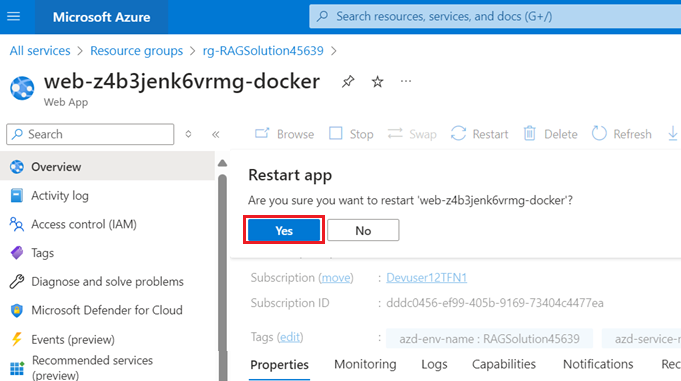 Microsoft Azure
Search resources, services, and docs (G+/)
All services > Resource groups > rg-RAGSolution45639 >
web-z4b3jenk6vrmg-docker
Web App
Search
Browse Stop Swap Restart Delete Refresh
Overview
Activity log
Access control (IAM)
Tags
Diagnose and solve problems
Microsoft Defender for Cloud
Events (preview)
Recommended services
(preview)
Restart app
Are you sure you want to restart 'web-z4b3jenk6vrmg-docker'?
Yes No
Subscription (move) : Devuser12TFN1
Subscription ID : dddc0456-ef99-405b-9169-73404c4477ea
Tags (edit) : azd-env-name : RAGSolution45639 azd-service-n
Properties Monitoring Logs Capabilities Notifications Rec